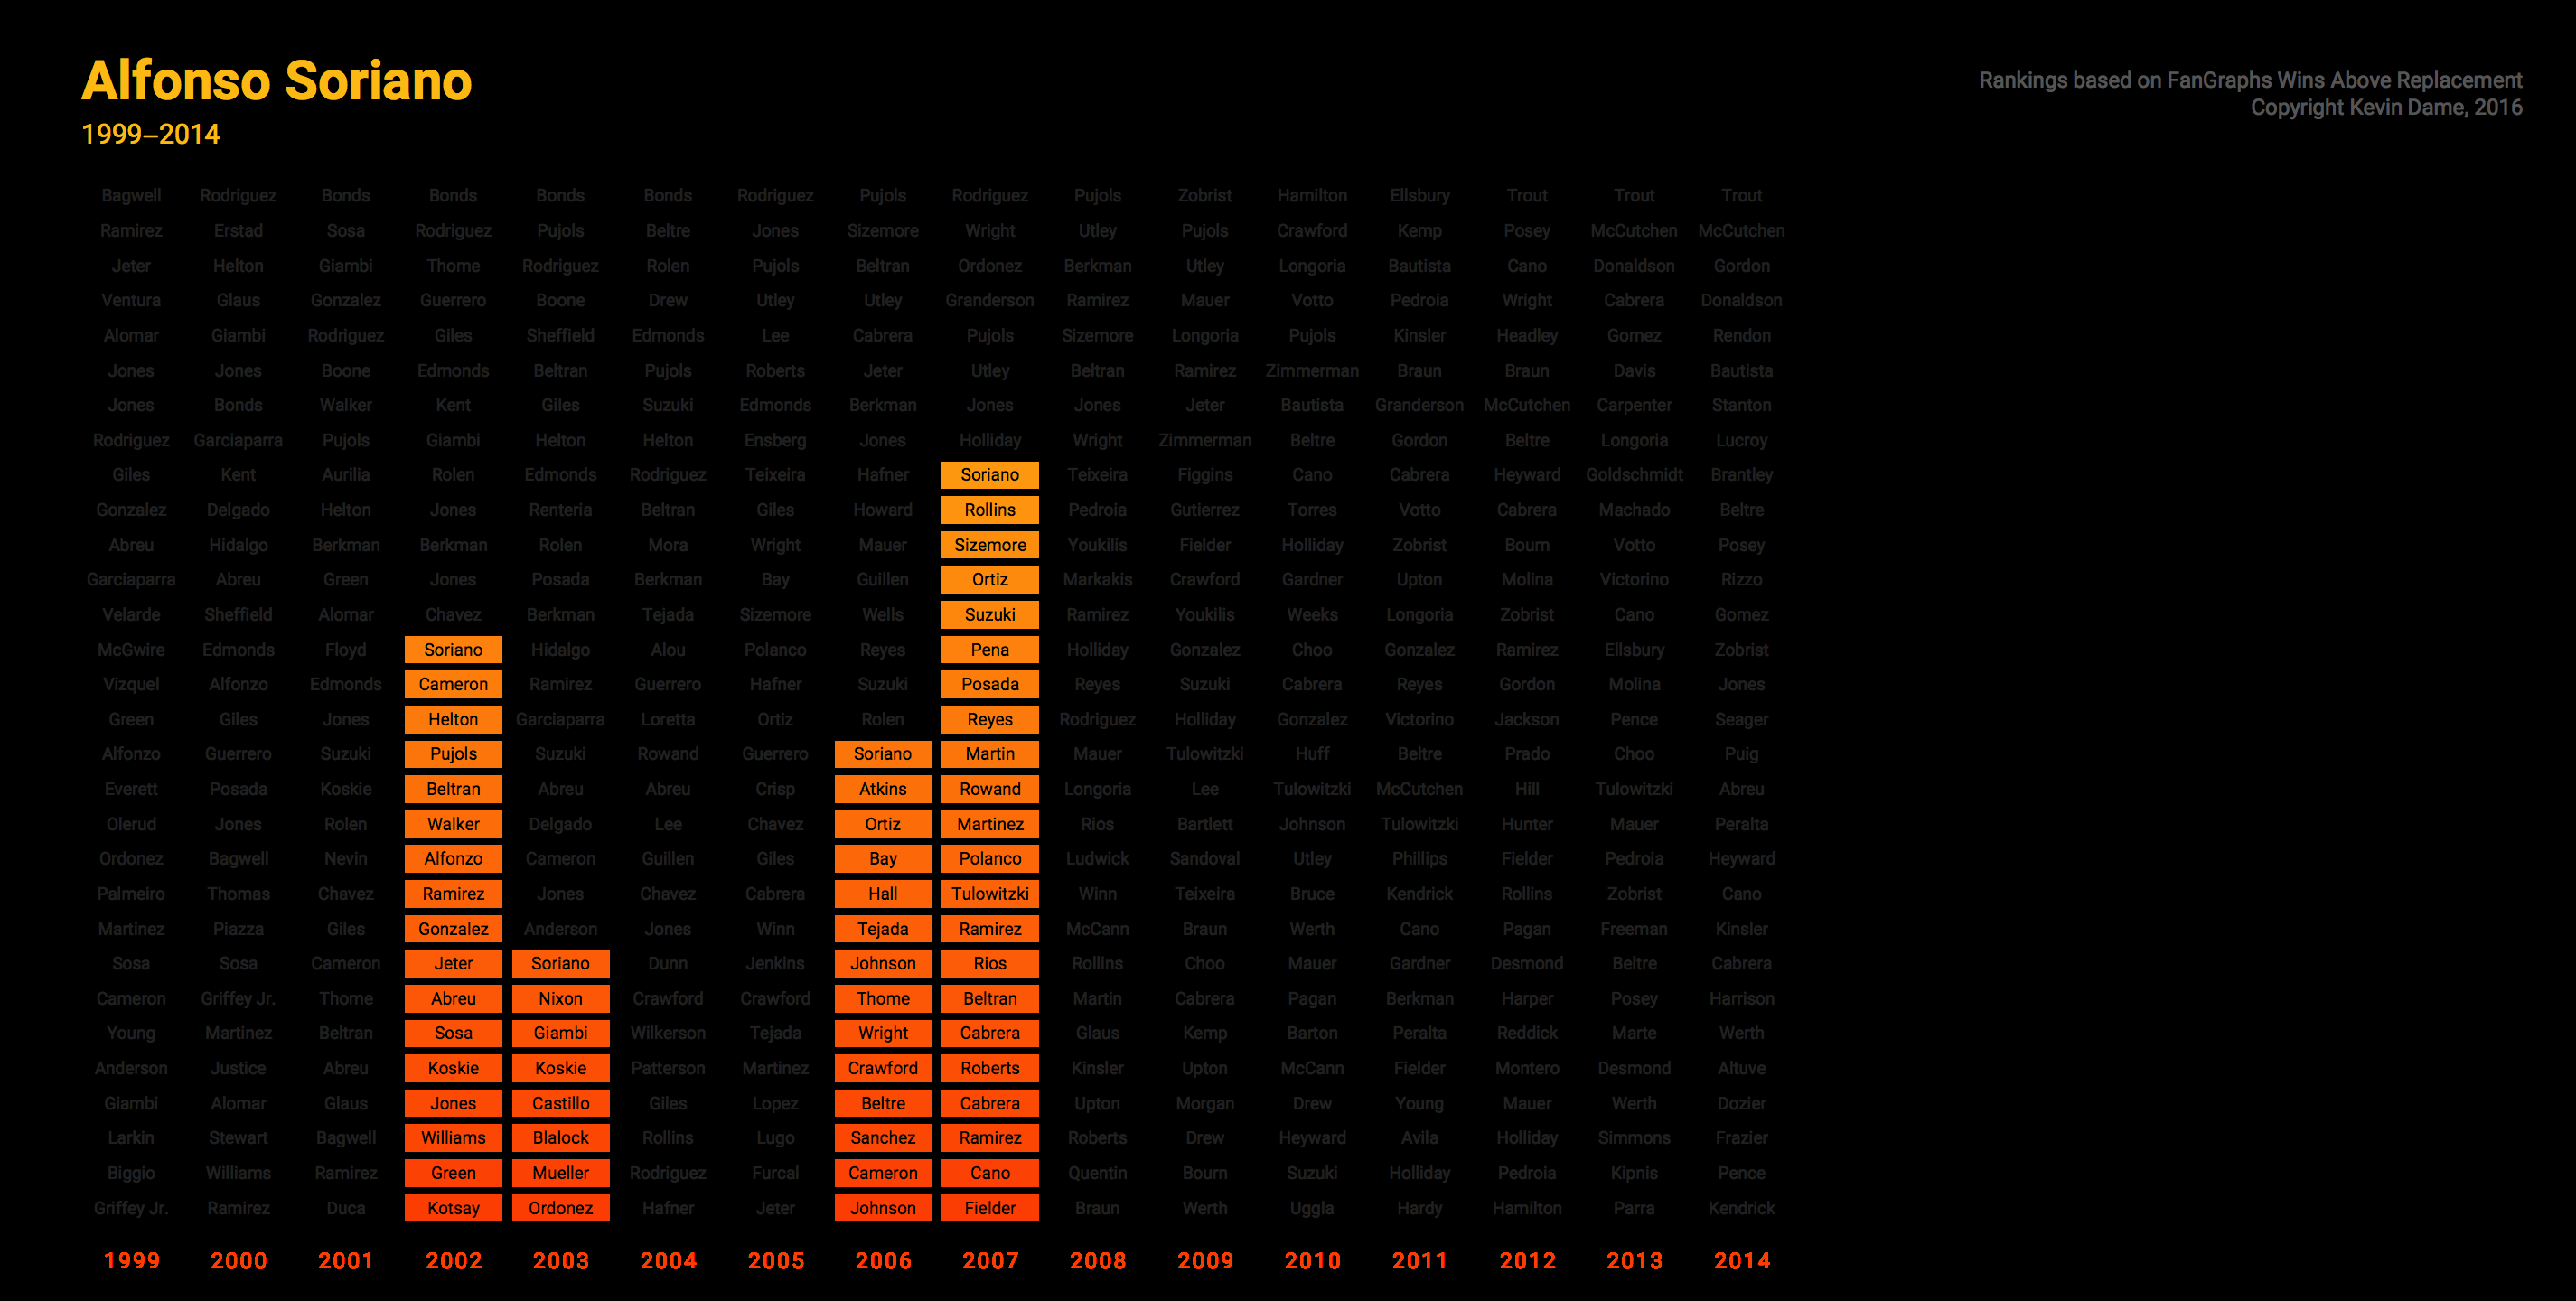 Alfonso Soriano
1999–2014
Rankings based on FanGraphs Wins Above Replacement
Copyright Kevin Dame, 2016
Bagwell Rodriguez Bonds Bonds Bonds Bonds Rodriguez Pujols Rodriguez Pujols Zobrist Hamilton Ellsbury Trout Trout Trout
Ramirez Erstad Sosa Rodriguez Pujols Beltre Jones Sizemore Wright Utley Pujols Crawford Kemp Posey McCutchen McCutchen
Jeter Helton Giambi Thome Rodriguez Rolen Pujols Beltran Ordonez Berkman Utley Longoria Bautista Cano Donaldson Gordon
Ventura Glaus Gonzalez Guerrero Boone Drew Utley Utley Granderson Ramirez Mauer Votto Pedroia Wright Cabrera Donaldson
Alomar Giambi Rodriguez Giles Sheffield Edmonds Lee Cabrera Pujols Sizemore Longoria Pujols Kinsler Headley Gomez Rendon
Jones Jones Boone Edmonds Beltran Pujols Roberts Jeter Utley Beltran Ramirez Zimmerman Braun Braun Davis Bautista
Jones Bonds Walker Kent Giles Suzuki Edmonds Berkman Jones Jones Jeter Bautista Granderson McCutchen Carpenter Stanton
Rodriguez Garciaparra Pujols Giambi Helton Helton Ensberg Jones Holliday Wright Zimmerman Beltre Gordon Beltre Longoria Lucroy
Giles Kent Aurilia Rolen Edmonds Rodriguez Teixeira Hafner Soriano Teixeira Figgins Cano Cabrera Heyward Goldschmidt Brantley
Gonzalez Delgado Helton Jones Renteria Beltran Giles Howard Rollins Pedroia Gutierrez Torres Votto Cabrera Machado Beltre
Abreu Hidalgo Berkman Berkman Rolen Mora Wright Mauer Sizemore Youkilis Fielder Holliday Zobrist Bourn Votto Posey
Garciaparra Abreu Green Jones Posada Berkman Bay Guillen Ortiz Markakis Crawford Gardner Upton Molina Victorino Rizzo
Velarde Sheffield Alomar Chavez Berkman Tejada Sizemore Wells Suzuki Ramirez Youkilis Weeks Longoria Zobrist Cano Gomez
McGwire Edmonds Floyd Soriano Hidalgo Alou Polanco Reyes Pena Holliday Gonzalez Choo Gonzalez Ramirez Ellsbury Zobrist
Vizquel Alfonzo Edmonds Cameron Ramirez Guerrero Hafner Suzuki Posada Reyes Suzuki Cabrera Reyes Gordon Molina Jones
Green Giles Jones Helton Garciaparra Loretta Ortiz Rolen Reyes Rodriguez Holliday Gonzalez Victorino Jackson Pence Seager
Alfonzo Guerrero Suzuki Pujols Suzuki Rowand Guerrero Soriano Martin Mauer Tulowitzki Huff Beltre Prado Choo Puig
Everett Posada Koskie Beltran Abreu Abreu Crisp Atkins Rowand Longoria Lee Tulowitzki McCutchen Hill Tulowitzki Abreu
Olerud Jones Rolen Walker Delgado Lee Chavez Ortiz Martinez Rios Bartlett Johnson Tulowitzki Hunter Mauer Peralta
Ordonez Bagwell Nevin Alfonzo Cameron Guillen Giles Bay Polanco Ludwick Sandoval Utley Phillips Fielder Pedroia Heyward
Palmeiro Thomas Chavez Ramirez Jones Chavez Cabrera Hall Tulowitzki Winn Teixeira Bruce Kendrick Rollins Zobrist Cano
Martinez Piazza Giles Gonzalez Anderson Jones Winn Tejada Ramirez McCann Braun Werth Cano Pagan Freeman Kinsler
Sosa Sosa Cameron Jeter Soriano Dunn Jenkins Johnson Rios Rollins Choo Mauer Gardner Desmond Beltre Cabrera
Cameron Griffey Jr. Thome Abreu Nixon Crawford Crawford Thome Beltran Martin Cabrera Pagan Berkman Harper Posey Harrison
Young Martinez Beltran Sosa Giambi Wilkerson Tejada Wright Cabrera Glaus Kemp Barton Peralta Reddick Marte Werth
Anderson Justice Abreu Koskie Koskie Patterson Martinez Crawford Roberts Kinsler Upton McCann Fielder Montero Desmond Altuve
Giambi Alomar Glaus Jones Castillo Giles Lopez Beltre Cabrera Upton Morgan Drew Young Mauer Werth Dozier
Larkin Stewart Bagwell Williams Blalock Rollins Lugo Sanchez Ramirez Roberts Drew Heyward Avila Holliday Simmons Frazier
Biggio Williams Ramirez Green Mueller Rodriguez Furcal Cameron Cano Quentin Bourn Suzuki Holliday Pedroia Kipnis Pence
Griffey Jr. Ramirez Duca Kotsay Ordonez Hafner Jeter Johnson Fielder Braun Werth Uggla Hardy Hamilton Parra Kendrick
1999 2000 2001 2002 2003 2004 2005 2006 2007 2008 2009 2010 2011 2012 2013 2014